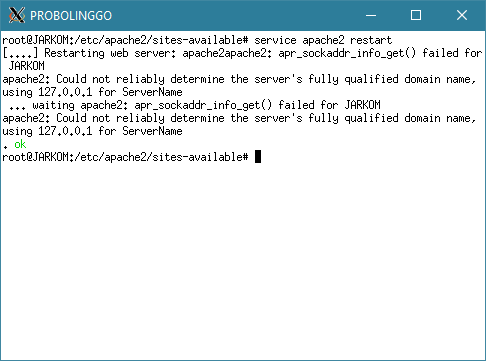 PROBOLINGGO
root@JARKOM:/etc/apache2/sites-available# service apache2 restart
[....] Restarting web server: apache2apache2: apr_sockaddr_info_get() failed for
 JARKOM
apache2: Could not reliably determine the server's fully qualified domain name,
using 127.0.0.1 for ServerName
 ... waiting apache2: apr_sockaddr_info_get() failed for JARKOM
apache2: Could not reliably determine the server's fully qualified domain name,
using 127.0.0.1 for ServerName
. ok
root@JARKOM:/etc/apache2/sites-available#